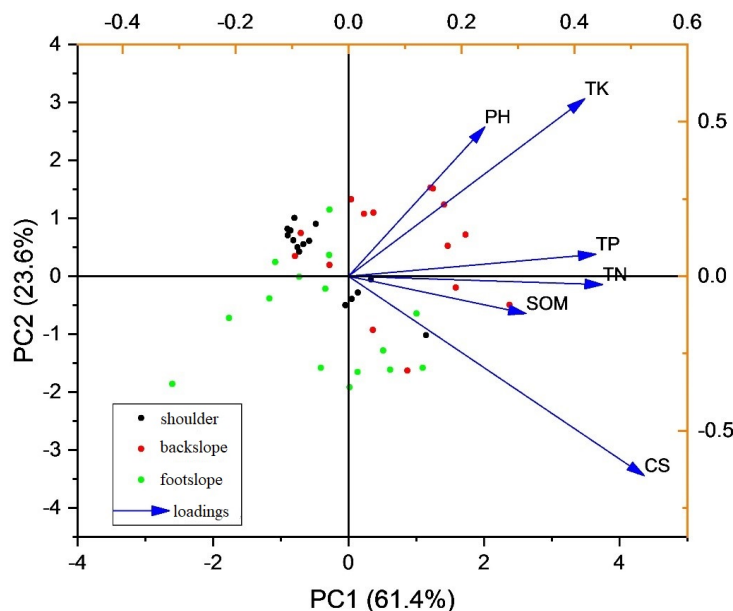 -0.4 -0.2 0.0 0.2 0.4 0.6
4
3
2
1
0
-1
-2
-3
-4
PC2 (23.6%)
0.5
0.0
-0.5
TK
PH
TP
TN
SOM
CS
shoulder
backslope
footslope
loadings
-4 -2 0 2 4
PC1 (61.4%)